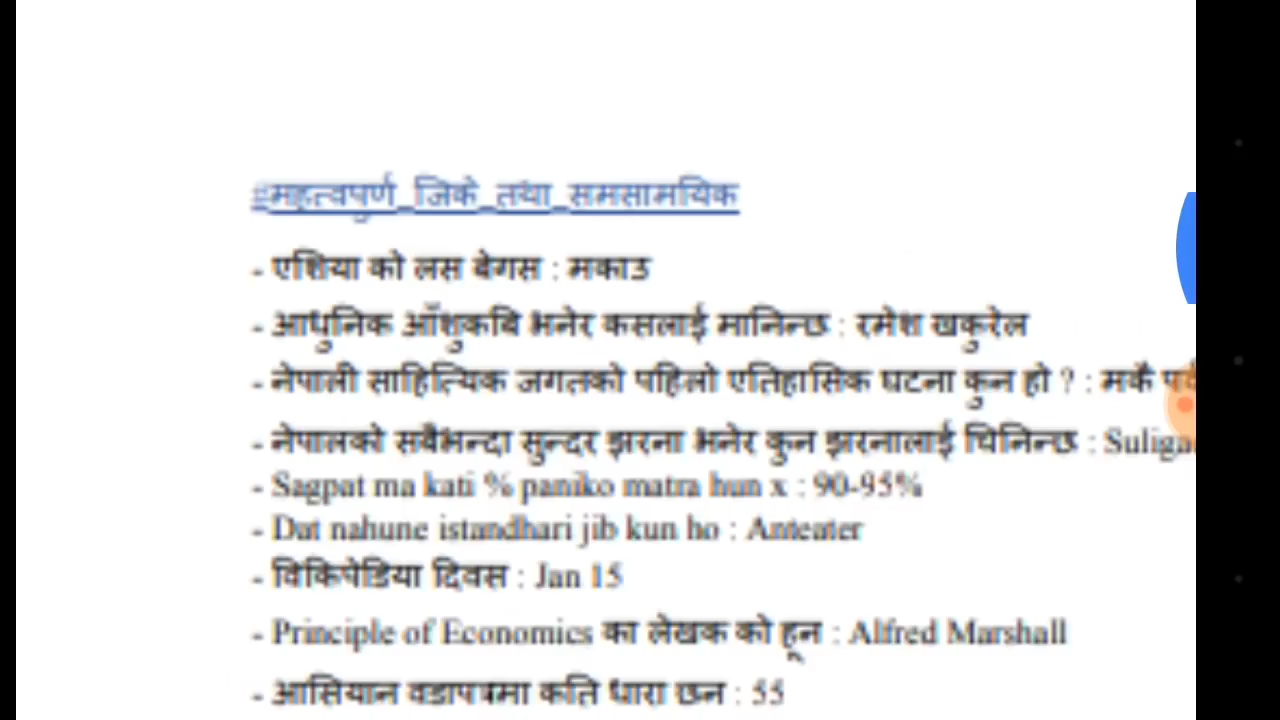 #महत्वपुर्ण_जिके_तथा_समसामयिक
- एशिया को लस बेगस : मकाउ
- आधुनिक आँशुकबि भनेर कसलाई मानिन्छ : रमेश खकुरेल
- नेपाली साहित्यिक जगतको पहिलो एतिहासिक घटना कुन हो ? : मकै
- नेपालको सबैभन्दा सुन्दर झरना भनेर कुन झरनालाई चिनिन्छ :
- Sagpat ma kati % paniko matra hun x : 90-95%
- Dat nahune istandhari jib kun ho : Anteater
- विकिपेडिया दिवस : Jan 15
- Principle of Economics का लेखक को हून : Alfred Marshall
- आसियान वडापत्रमा कति धारा छन : 55